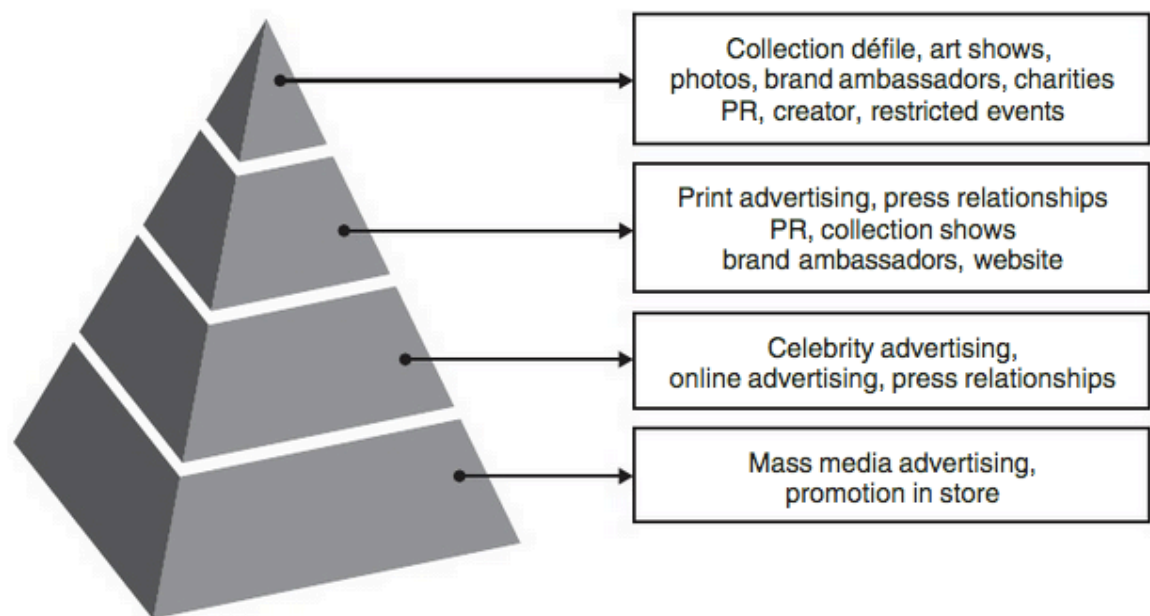 Collection défile, art shows,
photos, brand ambassadors, charities
PR, creator, restricted events
Print advertising, press relationships
PR, collection shows
brand ambassadors, website
Celebrity advertising,
online advertising, press relationships
Mass media advertising,
promotion in store